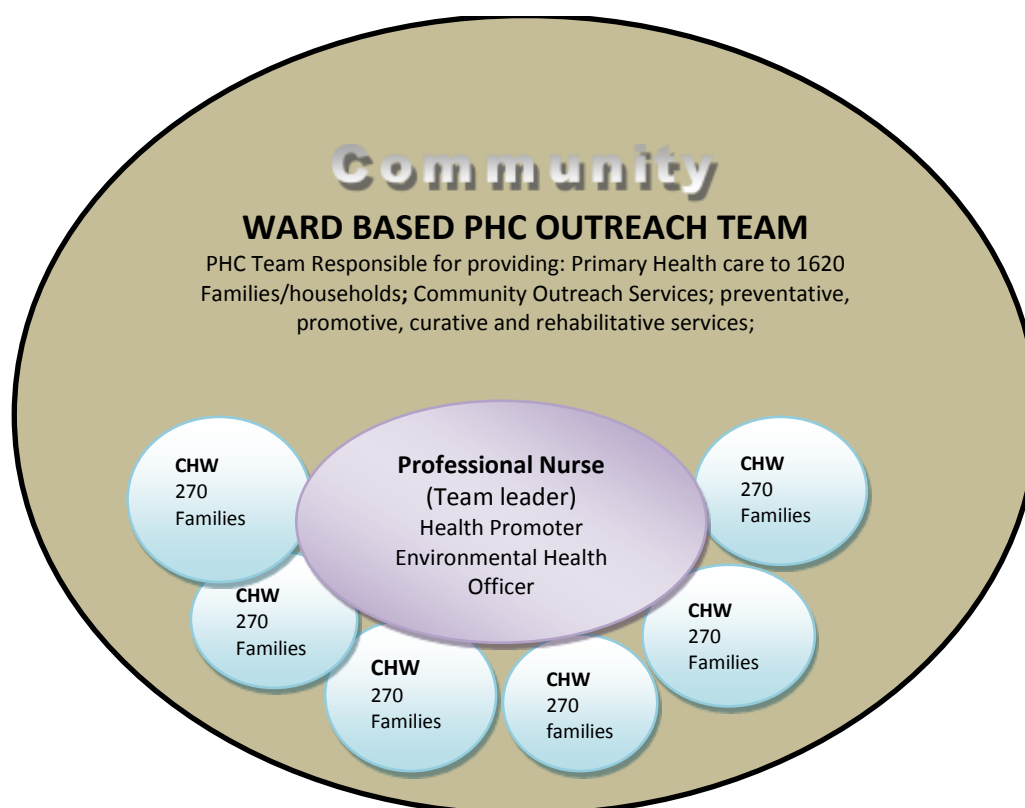 Community
WARD BASED PHC OUTREACH TEAM
PHC Team Responsible for providing: Primary Health care to 1620
Families/households; Community Outreach Services; preventative,
promotive, curative and rehabilitative services;
CHW
270
Families
Professional Nurse
(Team leader)
Health Promoter
Environmental Health
Officer
CHW
270
Families
CHW
270
Families
CHW
270
Families
CHW
270
families
CHW
270
Families